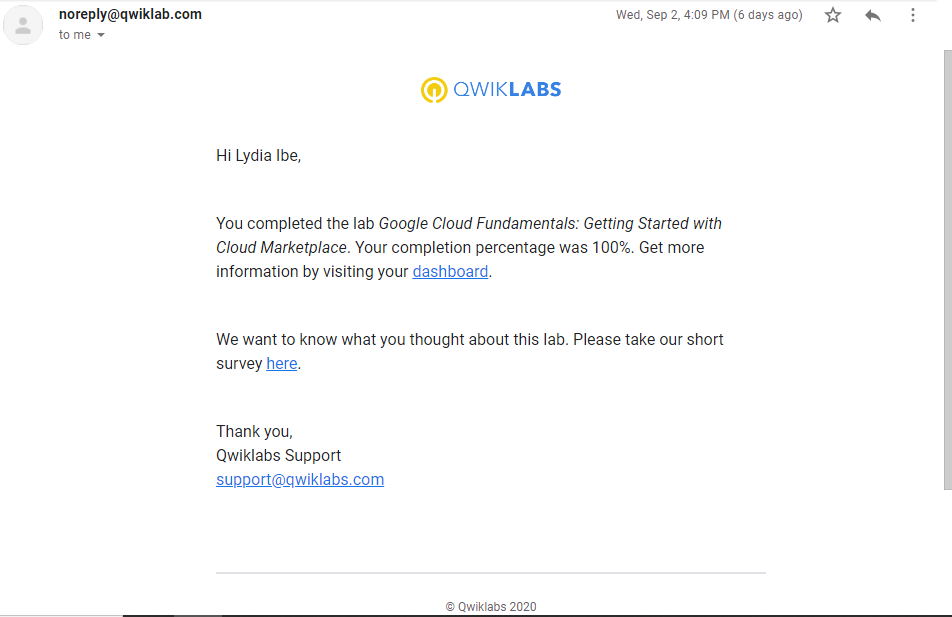 noreply@qwiklab.com
Wed, Sep 2, 4:09 PM (6 days ago)
to me
QWIKLABS
Hi Lydia Ibe,
You completed the lab Google Cloud Fundamentals: Getting Started with
Cloud Marketplace. Your completion percentage was 100%. Get more
information by visiting your dashboard.
We want to know what you thought about this lab. Please take our short
survey here.
Thank you,
Qwiklabs Support
support@qwiklabs.com
© Qwiklabs 2020